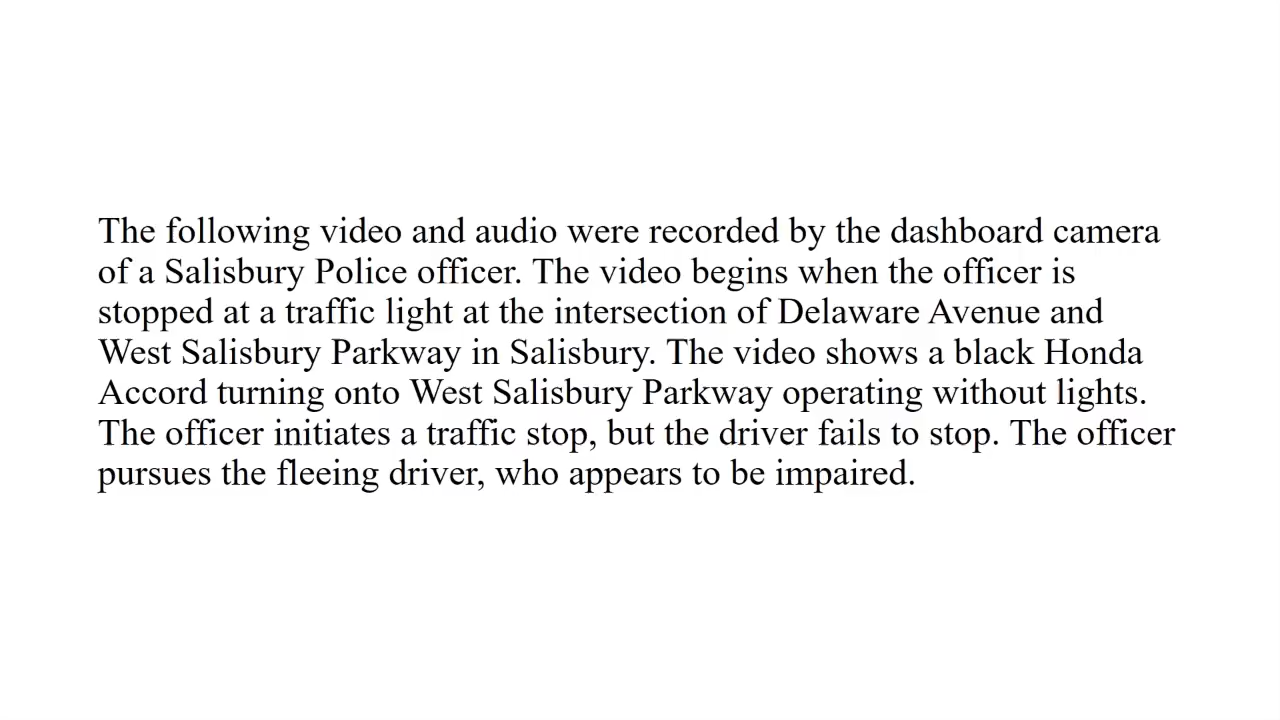 The following video and audio were recorded by the dashboard camera
of a Salisbury Police officer. The video begins when the officer is
stopped at a traffic light at the intersection of Delaware Avenue and
West Salisbury Parkway in Salisbury. The video shows a black Honda
Accord turning onto West Salisbury Parkway operating without lights.
The officer initiates a traffic stop, but the driver fails to stop. The officer
pursues the fleeing driver, who appears to be impaired.